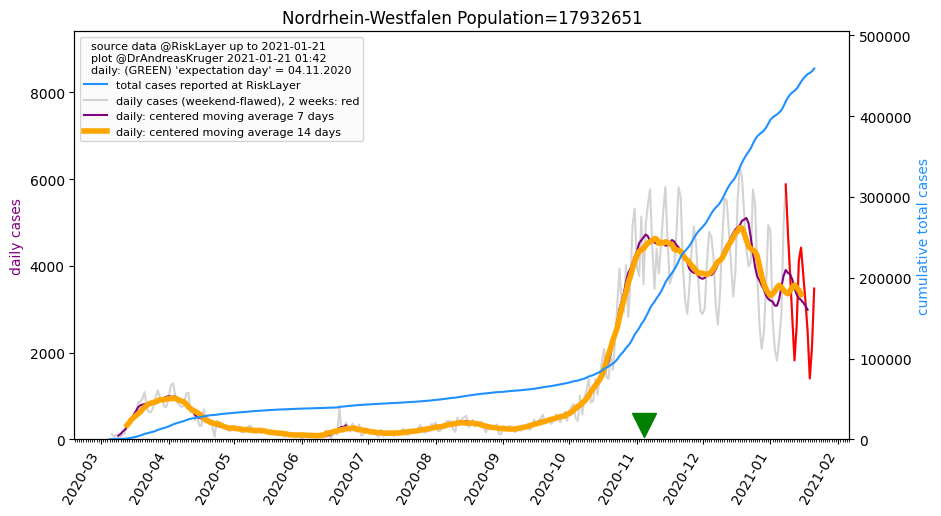 Nordrhein-Westfalen Population=17932651
source data @RiskLayer up to 2021-01-21
plot @DrAndreasKruger 2021-01-21 01:42
daily: (GREEN) 'expectation day' = 04.11.2020
total cases reported at RiskLayer
daily cases (weekend-flawed), 2 weeks: red
daily: centered moving average 7 days
daily: centered moving average 14 days
daily cases
8000
6000
4000
2000
0
500000
400000
300000
200000
100000
0
cumulative total cases
2020-03
2020-04
2020-05
2020-06
2020-07
2020-08
2020-09
2020-10
2020-11
2020-12
2021-01
2021-02